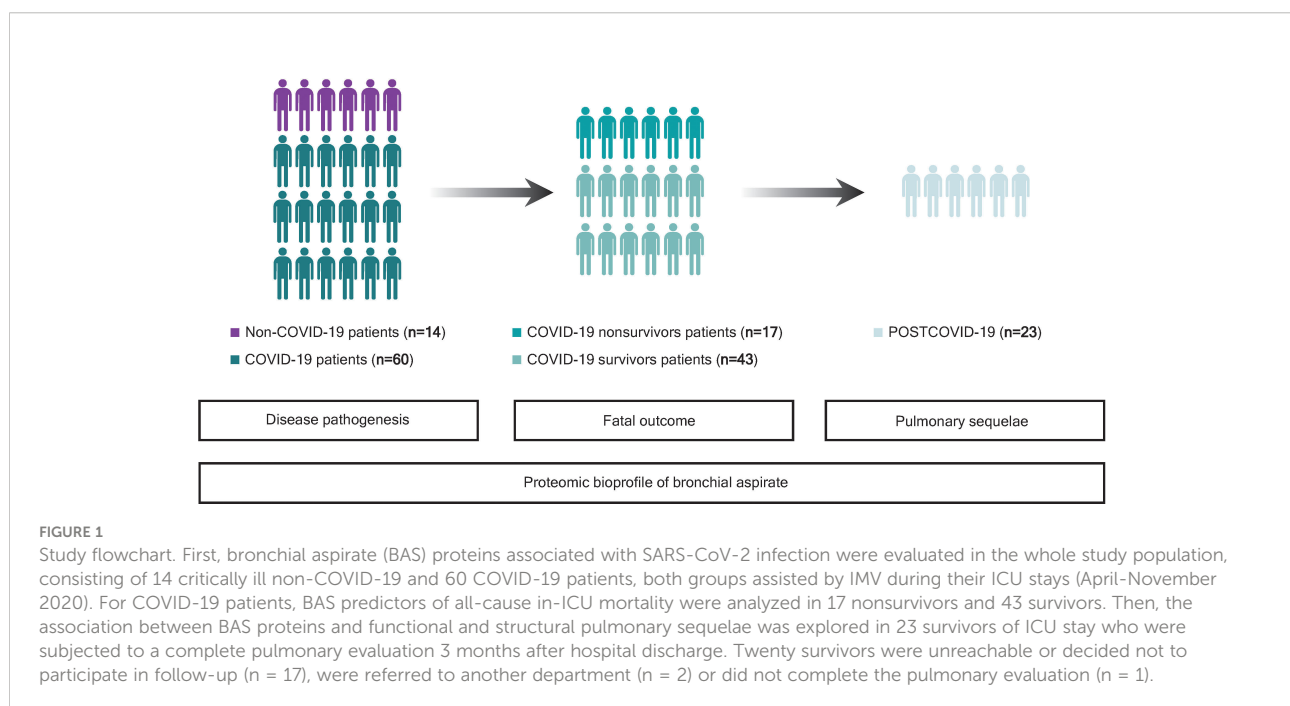 Non-COVID-19 patients (n=14)
COVID-19 patients (n=60)
COVID-19 nonsurvivors patients (n=17)
COVID-19 survivors patients (n=43)
POSTCOVID-19 (n=23)
Disease pathogenesis
Fatal outcome
Pulmonary sequelae
Proteomic bioprofile of bronchial aspirate
FIGURE 1
Study flowchart. First, bronchial aspirate (BAS) proteins associated with SARS-CoV-2 infection were evaluated in the whole study population,
consisting of 14 critically ill non-COVID-19 and 60 COVID-19 patients, both groups assisted by IMV during their ICU stays (April-November
2020). For COVID-19 patients, BAS predictors of all-cause in-ICU mortality were analyzed in 17 nonsurvivors and 43 survivors. Then, the
association between BAS proteins and functional and structural pulmonary sequelae was explored in 23 survivors of ICU stay who were
subjected to a complete pulmonary evaluation 3 months after hospital discharge. Twenty survivors were unreachable or decided not to
participate in follow-up (n = 17), were referred to another department (n = 2) or did not complete the pulmonary evaluation (n = 1).